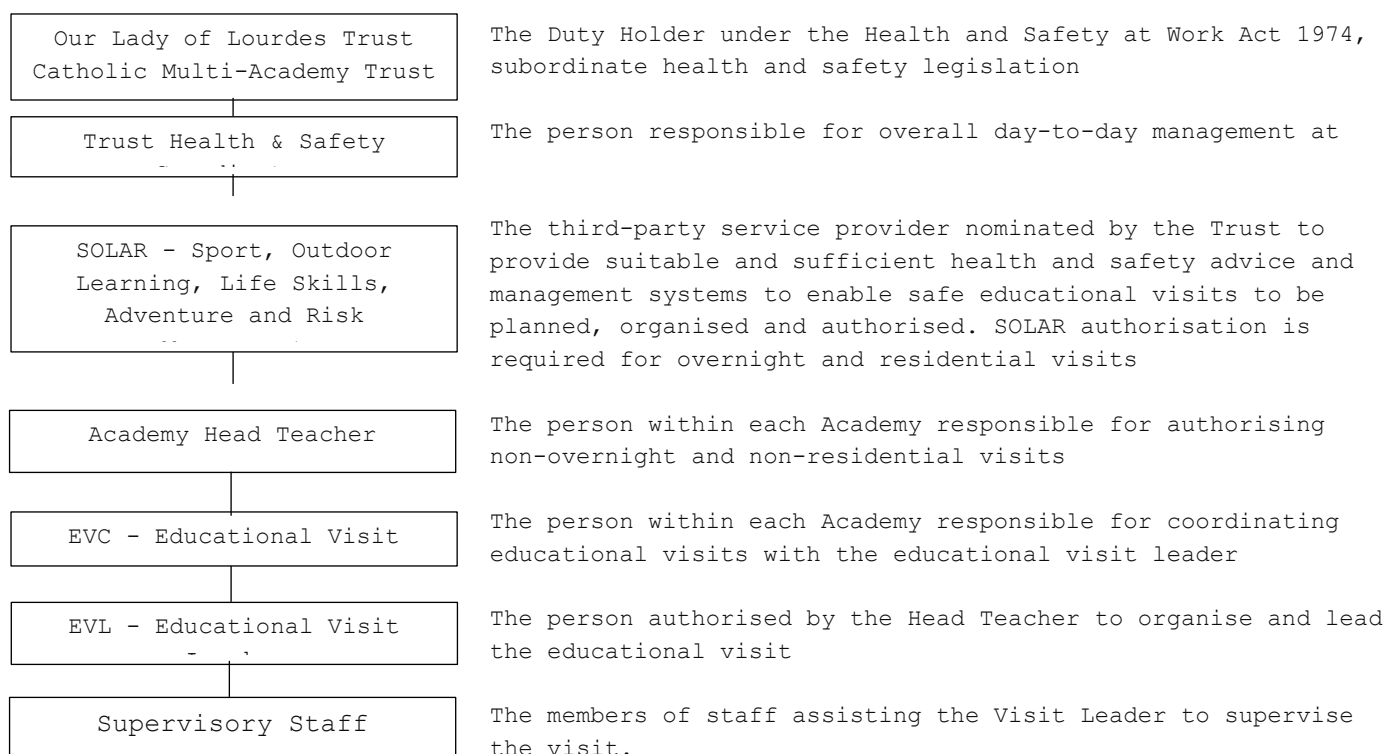 Our Lady of Lourdes Trust
Catholic Multi-Academy Trust
The Duty Holder under the Health and Safety at Work Act 1974,
subordinate health and safety legislation
Trust Health & Safety
The person responsible for overall day-to-day management at
SOLAR - Sport, Outdoor
Learning, Life Skills,
Adventure and Risk
The third-party service provider nominated by the Trust to
provide suitable and sufficient health and safety advice and
management systems to enable safe educational visits to be
planned, organised and authorised. SOLAR authorisation is
required for overnight and residential visits
Academy Head Teacher
The person within each Academy responsible for authorising
non-overnight and non-residential visits
EVC - Educational Visit
The person within each Academy responsible for coordinating
educational visits with the educational visit leader
EVL - Educational Visit
The person authorised by the Head Teacher to organise and lead
the educational visit
Supervisory Staff
The members of staff assisting the Visit Leader to supervise
the visit.